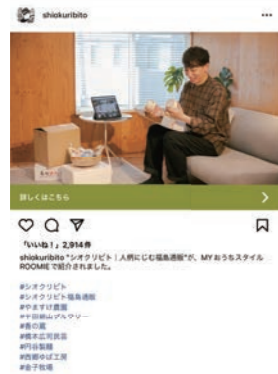 shiokuribito
詳しくはこちら
「いいね！」2,914件
shiokuribito "シオクリビト｜人柄にじむ福島通販"が、MYおうちスタイル
ROOMIEで紹介されました。
#シオクリビト
#シオクリビト福島通販
#やますけ農園
#香の蔵
#橋本広司民芸
#円谷製麺
#西郷ゆば工房
#金子牧場